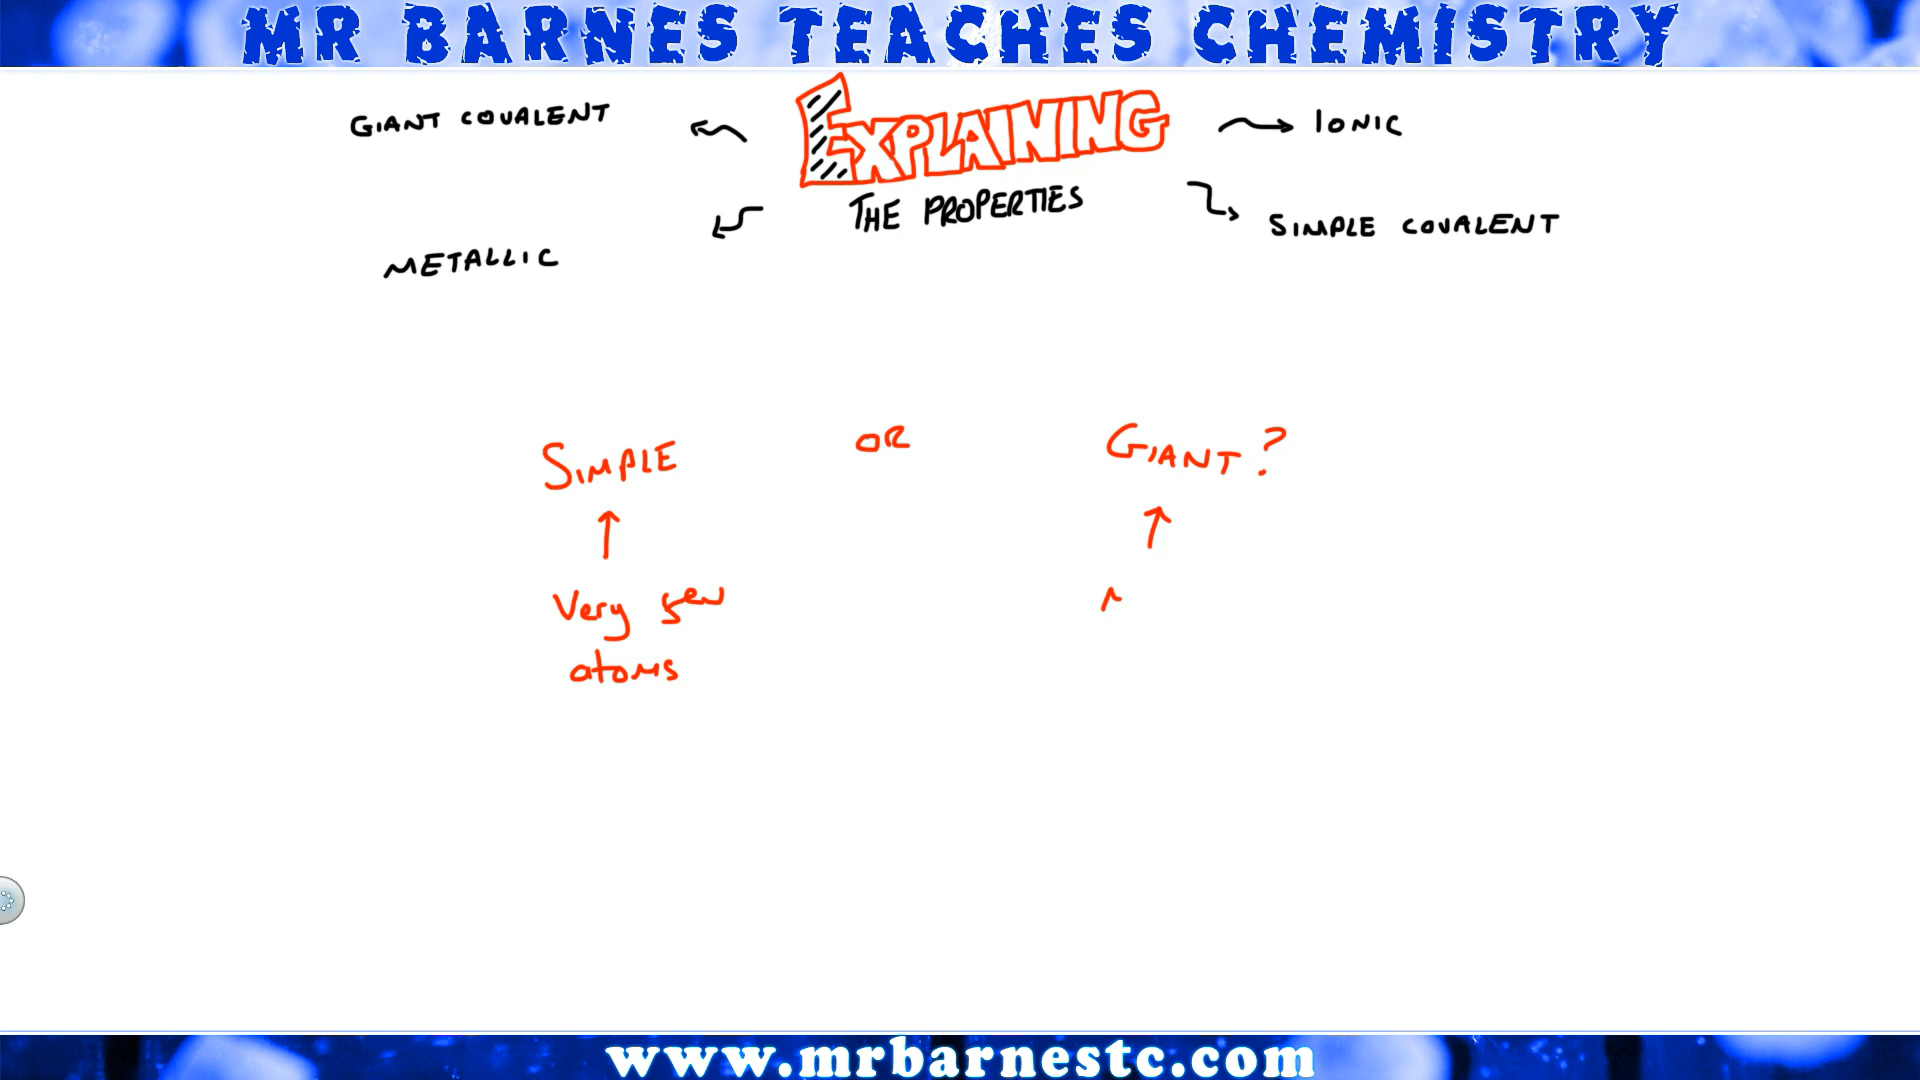 MR BARNES TEACHES CHEMISTRY
GIANT COVALENT
EXPLAINING
THE PROPERTIES
IONIC
SIMPLE COVALENT
METALLIC
SIMPLE OR GIANT?
Very few
atoms
www.mrbarnestc.com